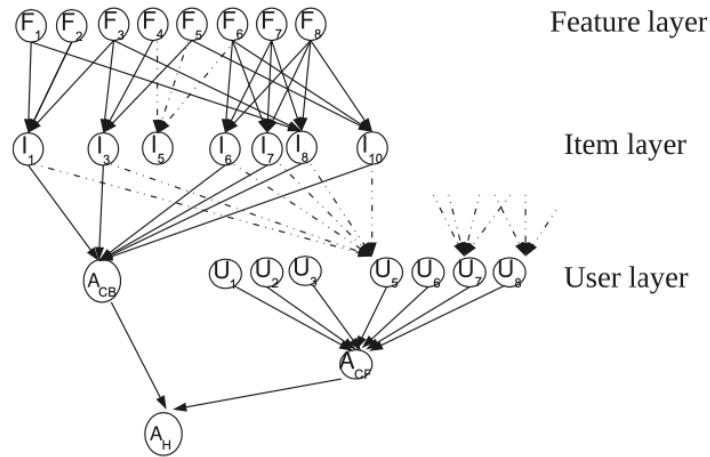 F1 F2 F3 F4 F5 F6 F7 F8 Feature layer
I1 I3 I5 I6 I7 I8 I10 Item layer
ACB U1 U2 U3 U5 U6 U7 U8 User layer
ACF
AH